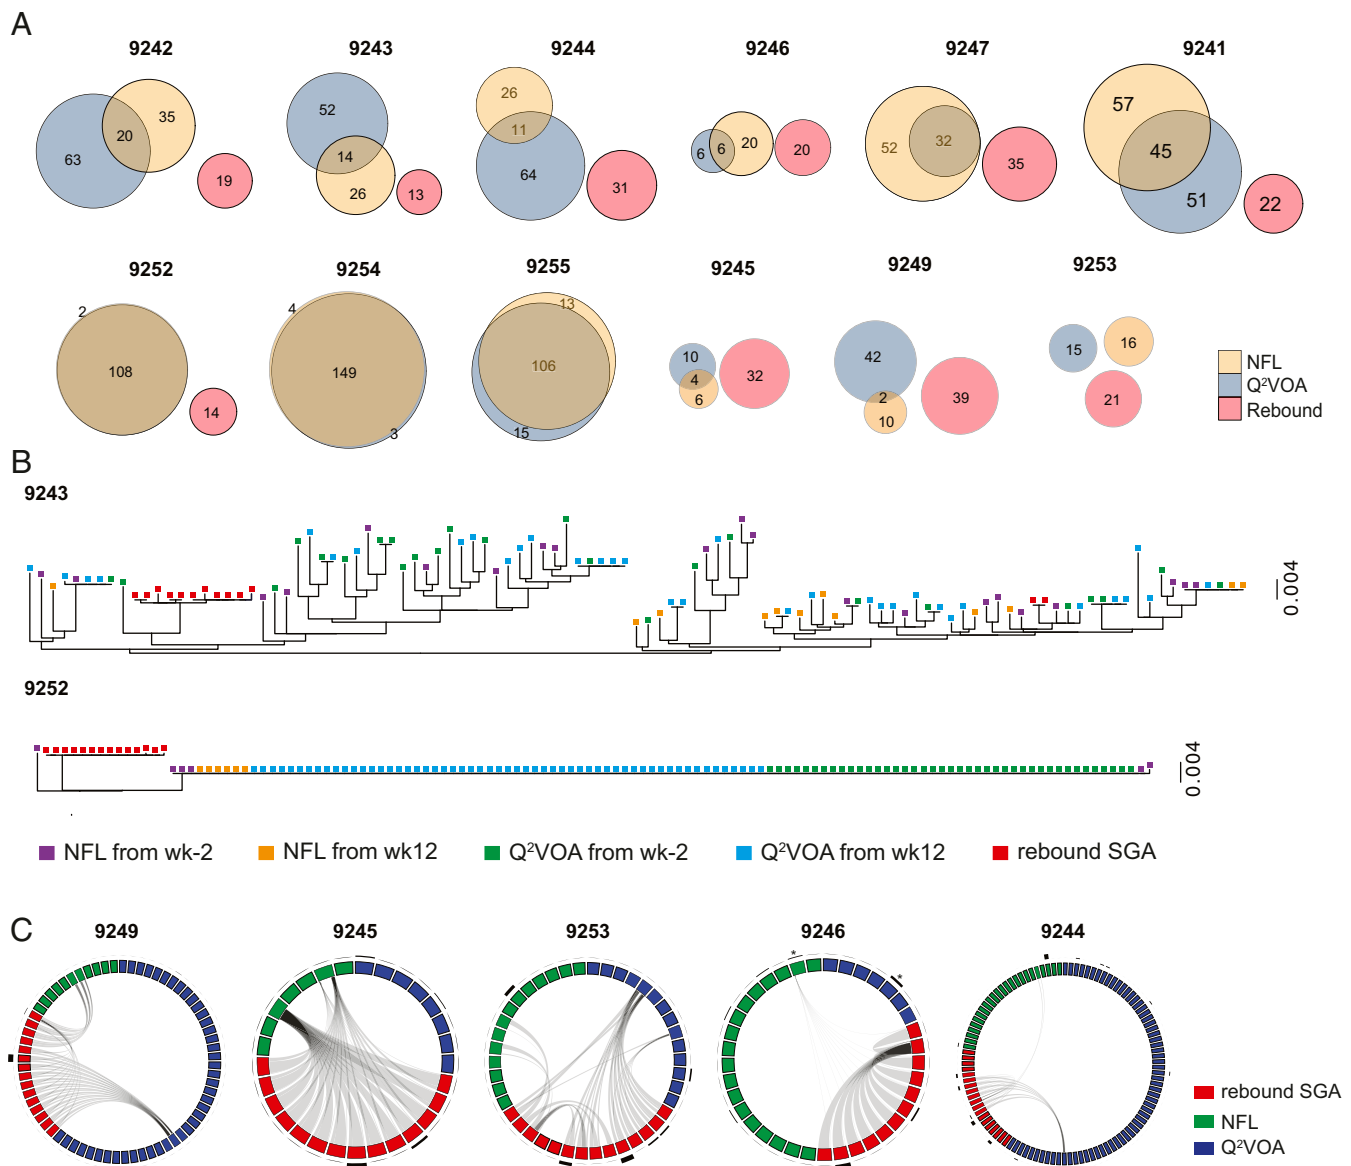 A
9242 9243 9244 9246 9247 9241
63 20 35 19
52 14 26 13
26 11 64 31
6 6 20 20
52 32 35
57 45 51 22
9252 9254 9255 9245 9249 9253
2 108 14
4 149 3
13 106 15
10 4 6 32
42 2 10 39
15 16 21
NFL
Q²VOA
Rebound
B
9243
0.004
9252
0.004
NFL from wk-2 NFL from wk12 Q²VOA from wk-2 Q²VOA from wk12 rebound SGA
C
9249 9245 9253 9246 9244
* *
rebound SGA
NFL
Q²VOA